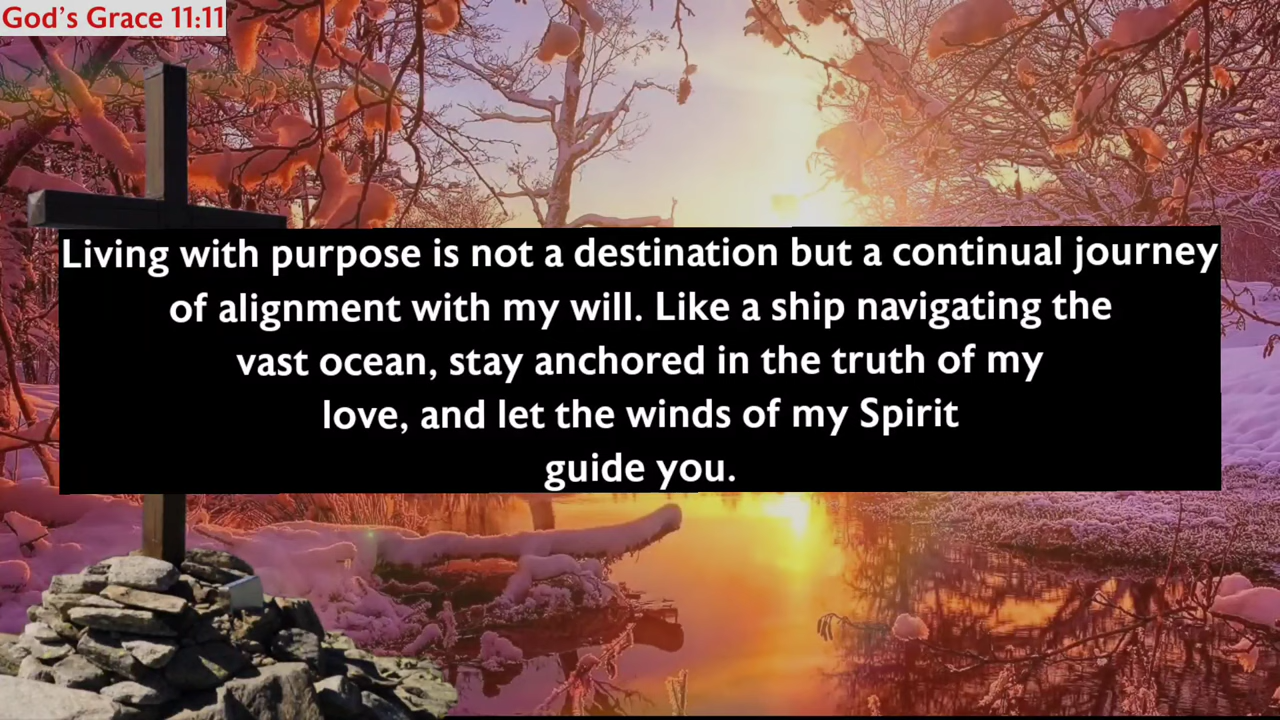 God's Grace 11:11
Living with purpose is not a destination but a continual journey
of alignment with my will. Like a ship navigating the
vast ocean, stay anchored in the truth of my
love, and let the winds of my Spirit
guide you.